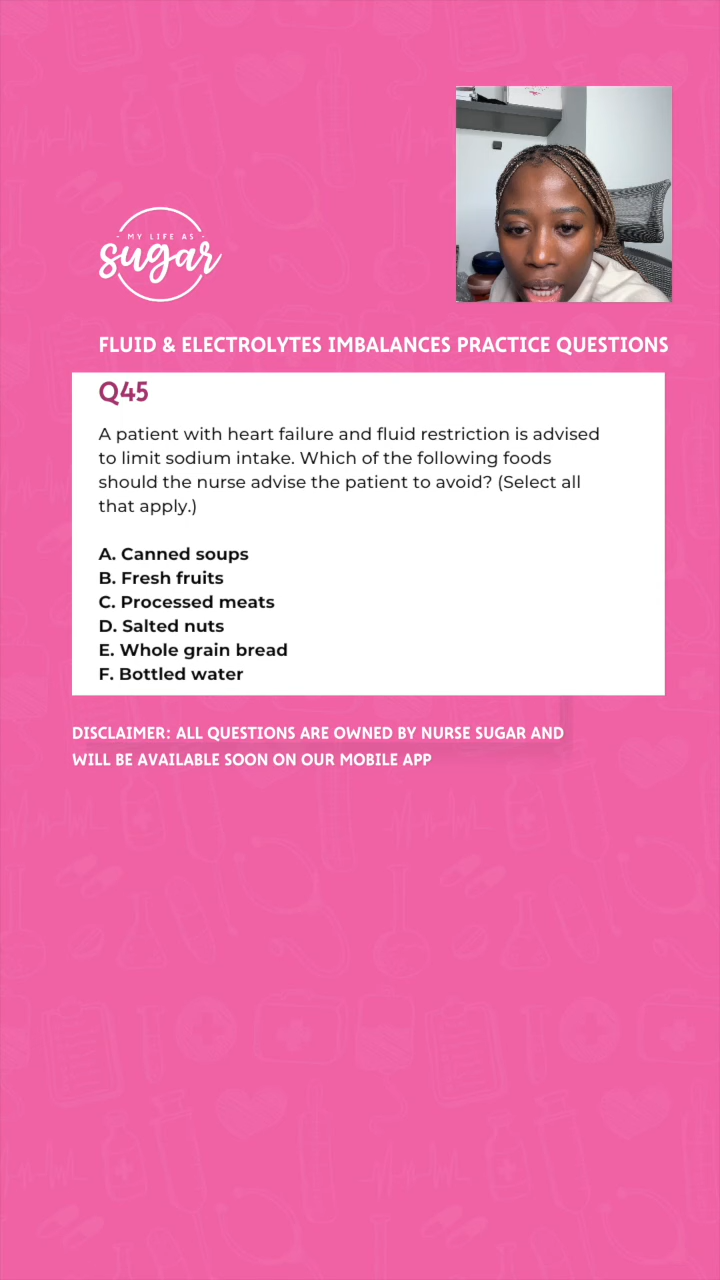 - MY LIFE AS -
sugar
FLUID & ELECTROLYTES IMBALANCES PRACTICE QUESTIONS
Q45
A patient with heart failure and fluid restriction is advised
to limit sodium intake. Which of the following foods
should the nurse advise the patient to avoid? (Select all
that apply.)
A. Canned soups
B. Fresh fruits
C. Processed meats
D. Salted nuts
E. Whole grain bread
F. Bottled water
DISCLAIMER: ALL QUESTIONS ARE OWNED BY NURSE SUGAR AND
WILL BE AVAILABLE SOON ON OUR MOBILE APP